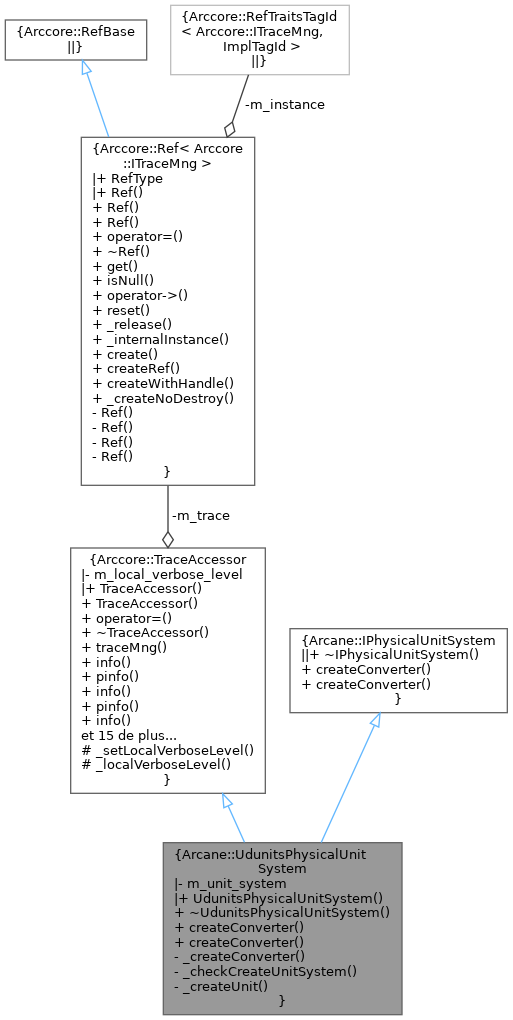 {Arccore::RefBase
||}
{Arccore::RefTraitsTagId
< Arccore::ITraceMng,
ImplTagId >
||}
-m_instance
{Arccore::Ref< Arccore
::ITraceMng >
|+ RefType
|+ Ref()
+ Ref()
+ Ref()
+ operator=()
+ ~Ref()
+ get()
+ isNull()
+ operator->()
+ reset()
+ _release()
+ _internalInstance()
+ create()
+ createRef()
+ createWithHandle()
+ _createNoDestroy()
- Ref()
- Ref()
- Ref()
- Ref()
}
-m_trace
{Arccore::TraceAccessor
|- m_local_verbose_level
|+ TraceAccessor()
+ TraceAccessor()
+ operator=()
+ ~TraceAccessor()
+ traceMng()
+ info()
+ pinfo()
+ info()
+ pinfo()
+ info()
et 15 de plus...
# _setLocalVerboseLevel()
# _localVerboseLevel()
}
{Arcane::IPhysicalUnitSystem
||+ ~IPhysicalUnitSystem()
+ createConverter()
+ createConverter()
}
{Arcane::UdunitsPhysicalUnit
System
|- m_unit_system
|+ UdunitsPhysicalUnitSystem()
+ ~UdunitsPhysicalUnitSystem()
+ createConverter()
+ createConverter()
- _createConverter()
- _checkCreateUnitSystem()
- _createUnit()
}